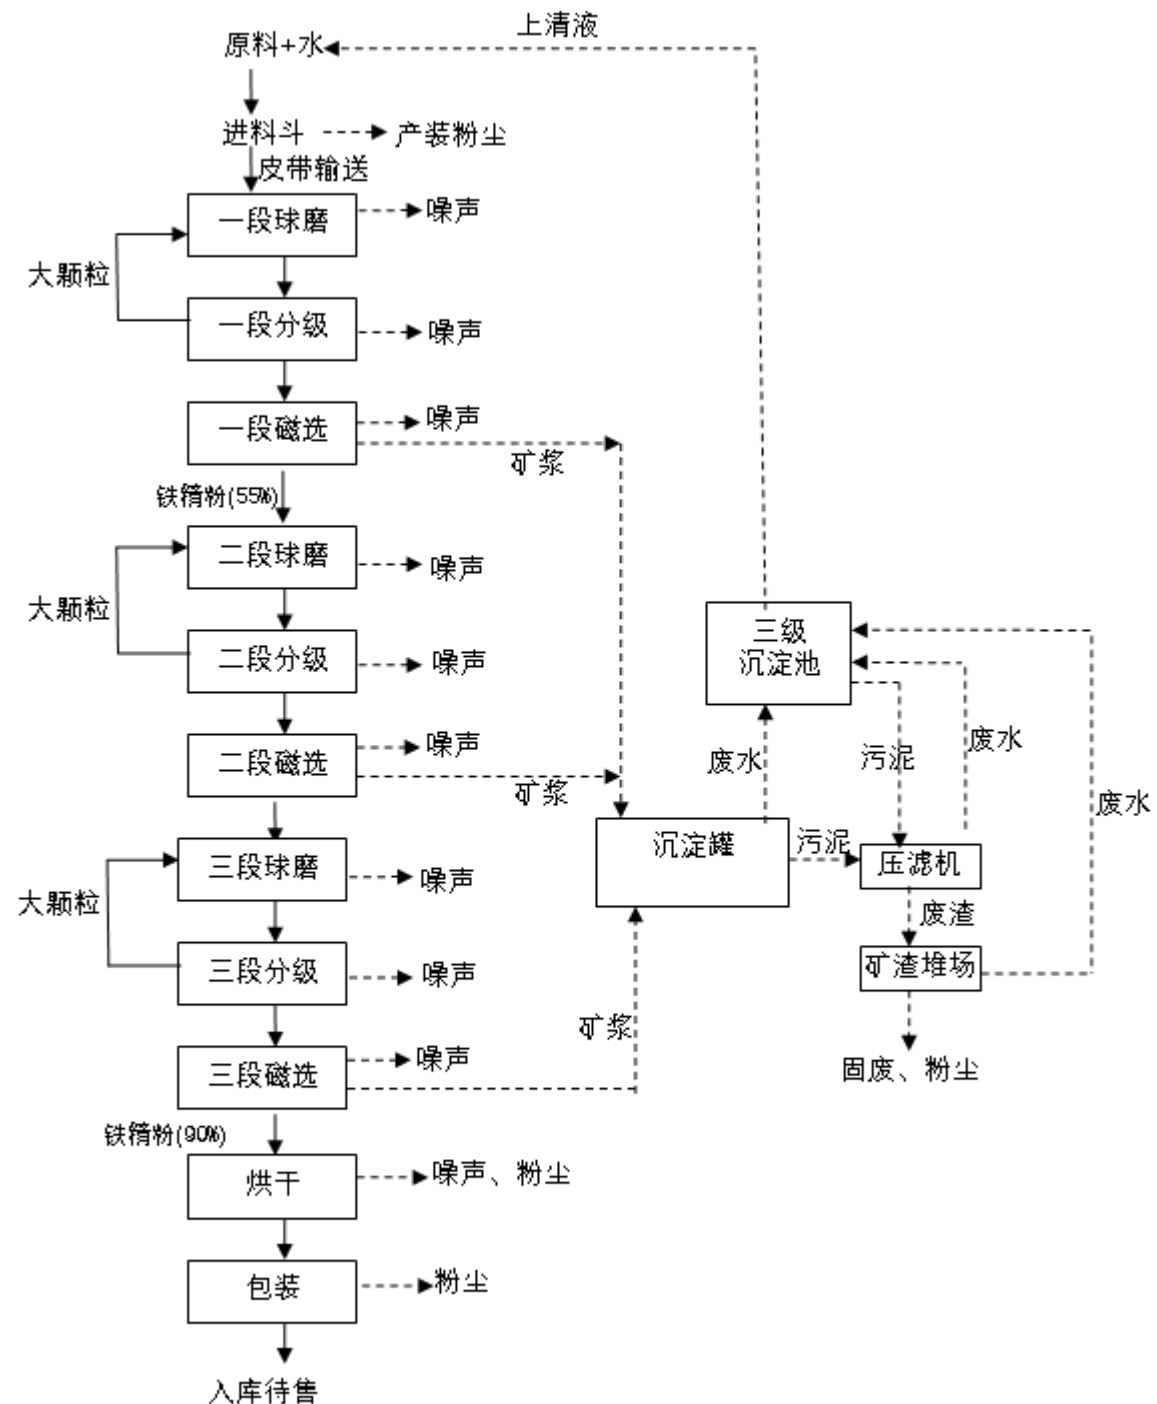 上清液
原料+水
进料斗
产装粉尘
皮带输送
一段球磨
噪声
大颗粒
一段分级
噪声
一段磁选
噪声
矿浆
铁精粉(55%)
二段球磨
噪声
大颗粒
二段分级
噪声
二段磁选
噪声
矿浆
三级
沉淀池
废水
污泥
废水
废水
沉淀罐
污泥
压滤机
废渣
矿渣堆场
固废、粉尘
三段球磨
噪声
大颗粒
三段分级
噪声
矿浆
三段磁选
噪声
铁精粉(90%)
烘干
噪声、粉尘
包装
粉尘
入库待售